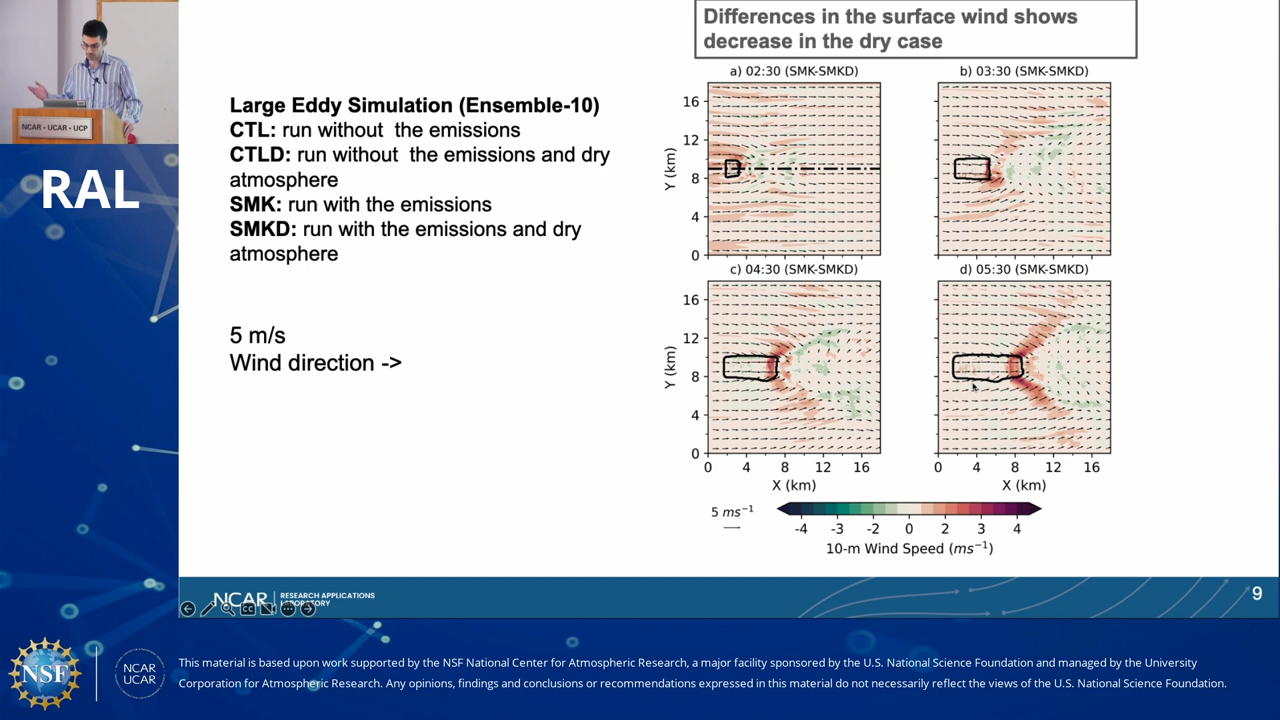 NCAR • UCAR • UCP
RAL
Differences in the surface wind shows
decrease in the dry case
Large Eddy Simulation (Ensemble-10)
CTL: run without the emissions
CTLD: run without the emissions and dry
atmosphere
SMK: run with the emissions
SMKD: run with the emissions and dry
atmosphere
5 m/s
Wind direction ->
a) 02:30 (SMK-SMKD)
b) 03:30 (SMK-SMKD)
16
12
8
4
0
Y (km)
c) 04:30 (SMK-SMKD)
d) 05:30 (SMK-SMKD)
16
12
8
4
0
Y (km)
0 4 8 12 16
0 4 8 12 16
X (km)
X (km)
5 ms⁻¹
-4 -3 -2 0 2 3 4
10-m Wind Speed (ms⁻¹)
NCAR
RESEARCH APPLICATIONS
LABORATORY
CC
9
NSF
NCAR
UCAR
This material is based upon work supported by the NSF National Center for Atmospheric Research, a major facility sponsored by the U.S. National Science Foundation and managed by the University
Corporation for Atmospheric Research. Any opinions, findings and conclusions or recommendations expressed in this material do not necessarily reflect the views of the U.S. National Science Foundation.